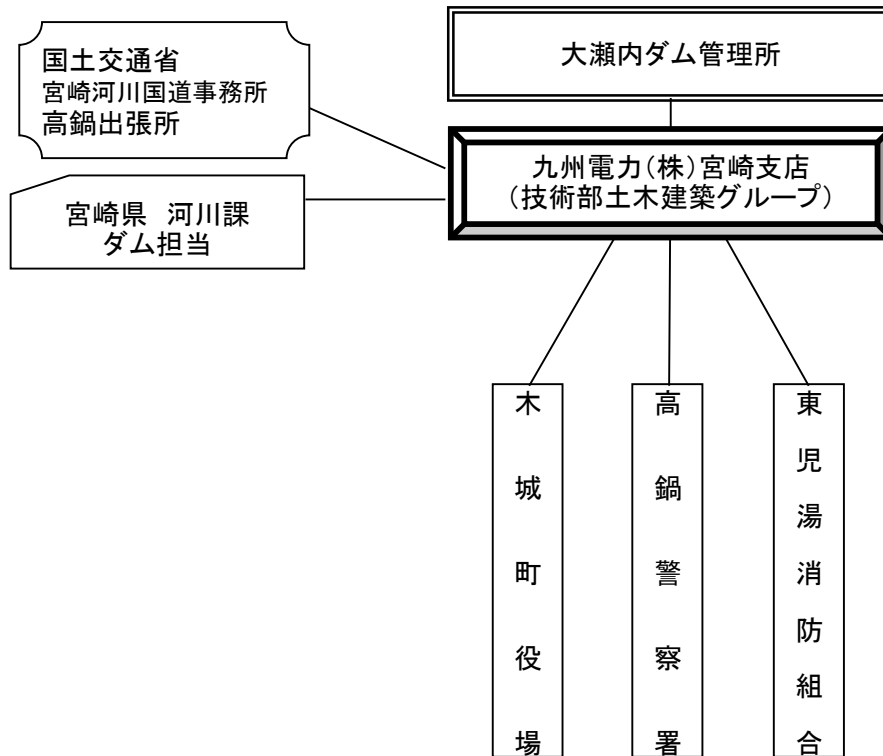 国土交通省
宮崎河川国道事務所
高鍋出張所
大瀬内ダム管理所
九州電力(株)宮崎支店
(技術部土木建築グループ)
宮崎県　河川課
ダム担当
木城町役場
高鍋警察署
東児湯消防組合